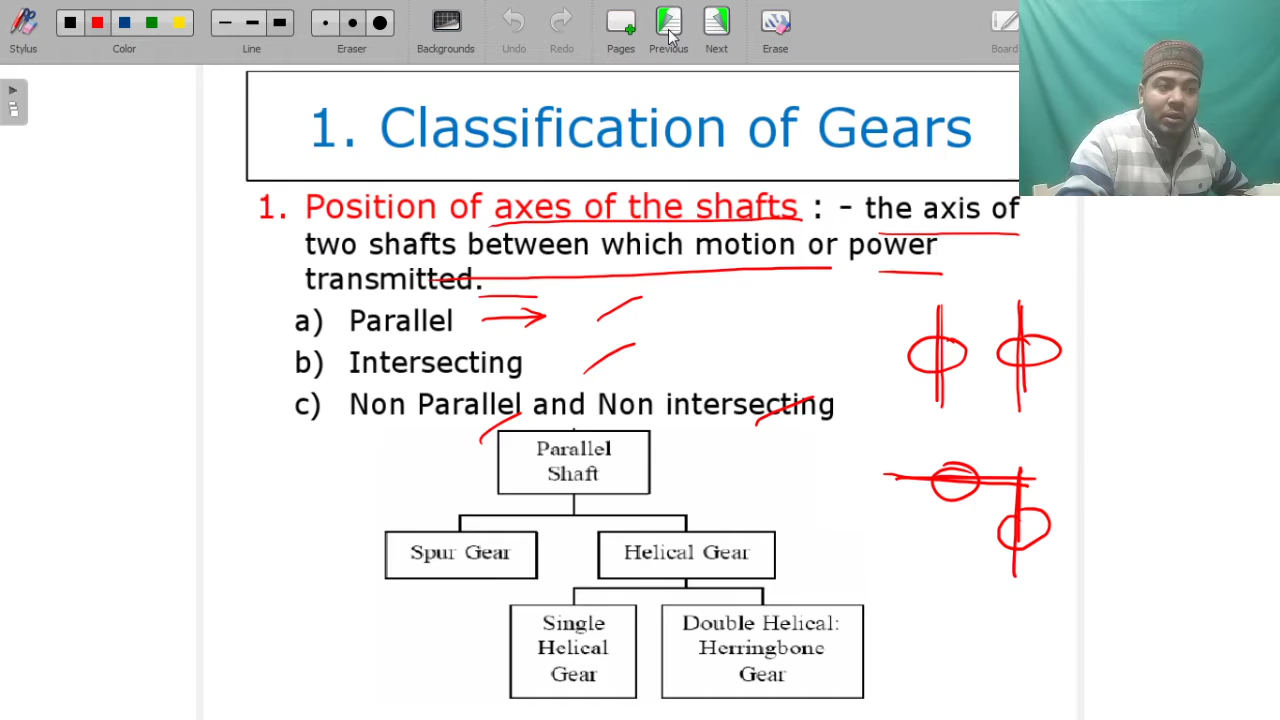 Stylus
Color
Line
Eraser
Backgrounds
Undo
Redo
Pages
Previous
Next
Erase
Board
1. Classification of Gears
1. Position of axes of the shafts : - the axis of
two shafts between which motion or power
transmitted.
a) Parallel
b) Intersecting
c) Non Parallel and Non intersecting
Parallel
Shaft
Spur Gear
Helical Gear
Single
Helical
Gear
Double Helical:
Herringbone
Gear